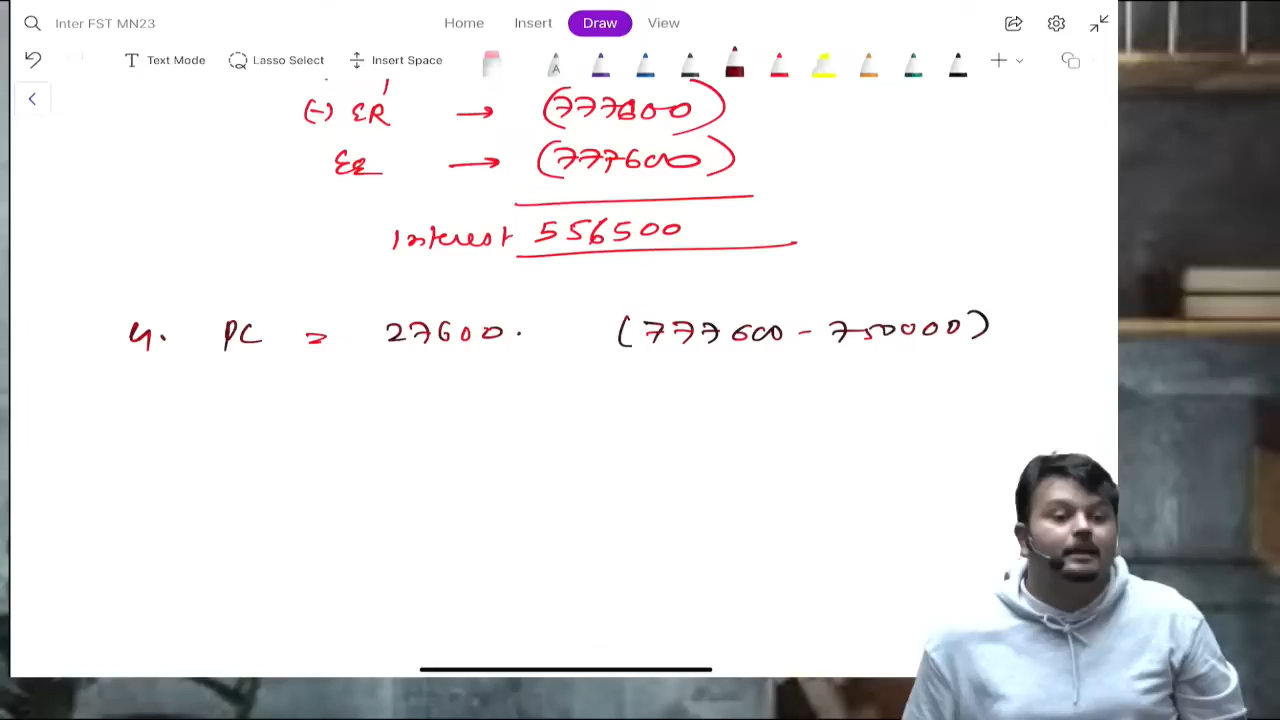 Inter FST MN23
Home Insert Draw View
T Text Mode Lasso Select Insert Space
(-) ER' → (777600)
EE → (777600)
Interest 556500
4. PC = 27600. (777600 - 750000)